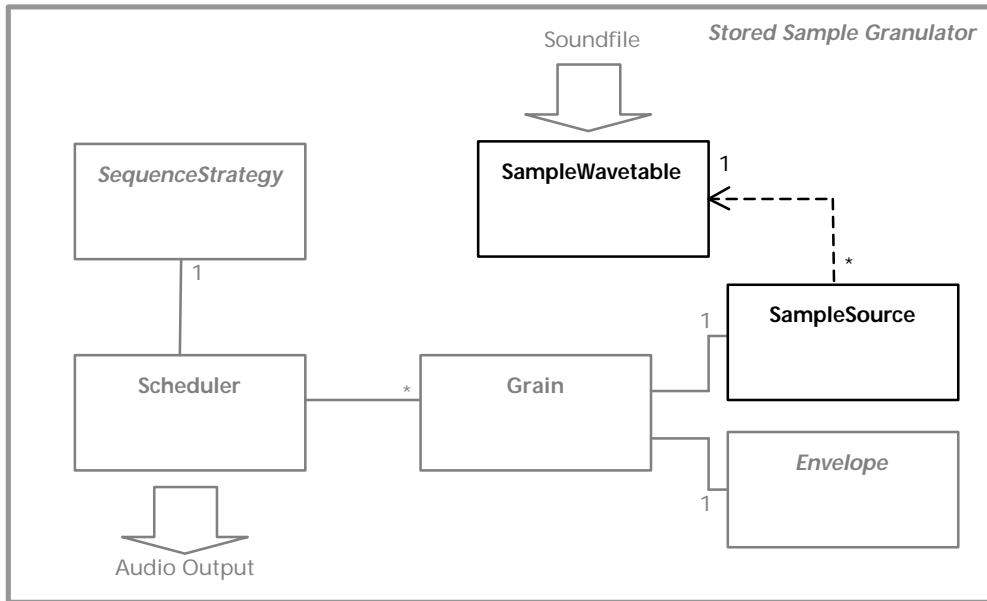 Stored Sample Granulator
Soundfile
SequenceStrategy
SampleWavetable
1
1
*
SampleSource
1
Scheduler
*
Grain
Envelope
1
Audio Output